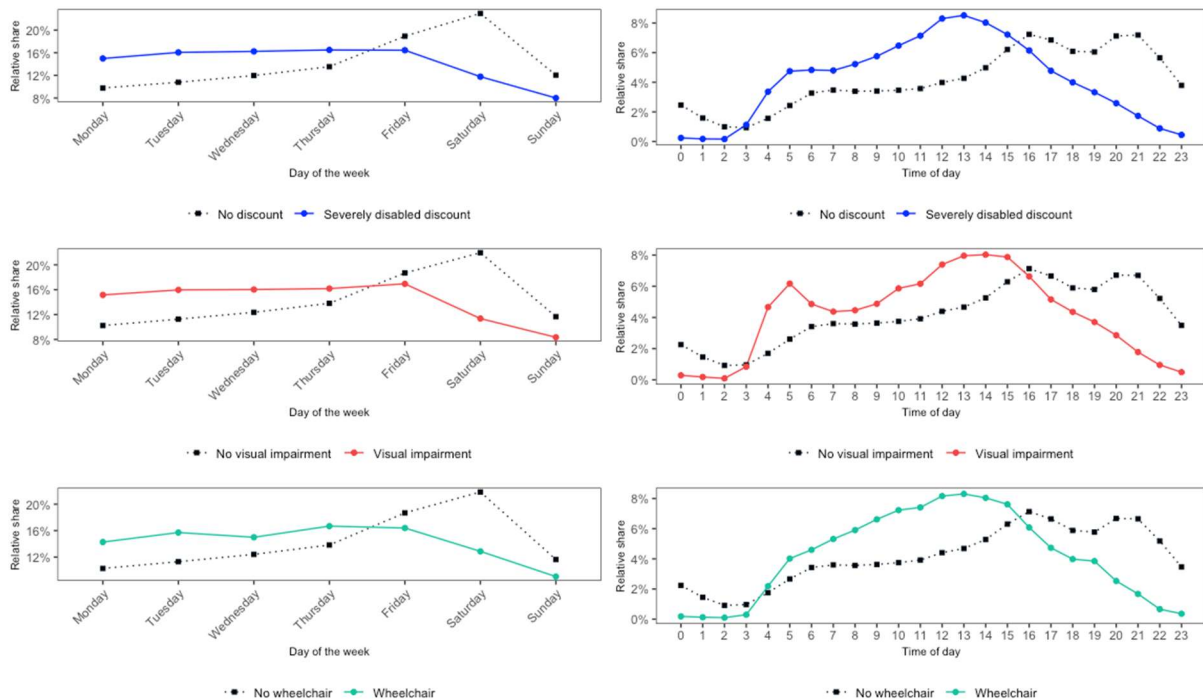 Relative share
20%
16%
12%
8%
Monday
Tuesday
Wednesday
Thursday
Friday
Saturday
Sunday
Day of the week
No discount
Severely disabled discount
Relative share
8%
6%
4%
2%
0%
0 1 2 3 4 5 6 7 8 9 10 11 12 13 14 15 16 17 18 19 20 21 22 23
Time of day
No discount
Severely disabled discount
Relative share
20%
16%
12%
8%
Monday
Tuesday
Wednesday
Thursday
Friday
Saturday
Sunday
Day of the week
No visual impairment
Visual impairment
Relative share
8%
6%
4%
2%
0%
0 1 2 3 4 5 6 7 8 9 10 11 12 13 14 15 16 17 18 19 20 21 22 23
Time of day
No visual impairment
Visual impairment
Relative share
20%
16%
12%
Monday
Tuesday
Wednesday
Thursday
Friday
Saturday
Sunday
Day of the week
No wheelchair
Wheelchair
Relative share
8%
6%
4%
2%
0%
0 1 2 3 4 5 6 7 8 9 10 11 12 13 14 15 16 17 18 19 20 21 22 23
Time of day
No wheelchair
Wheelchair